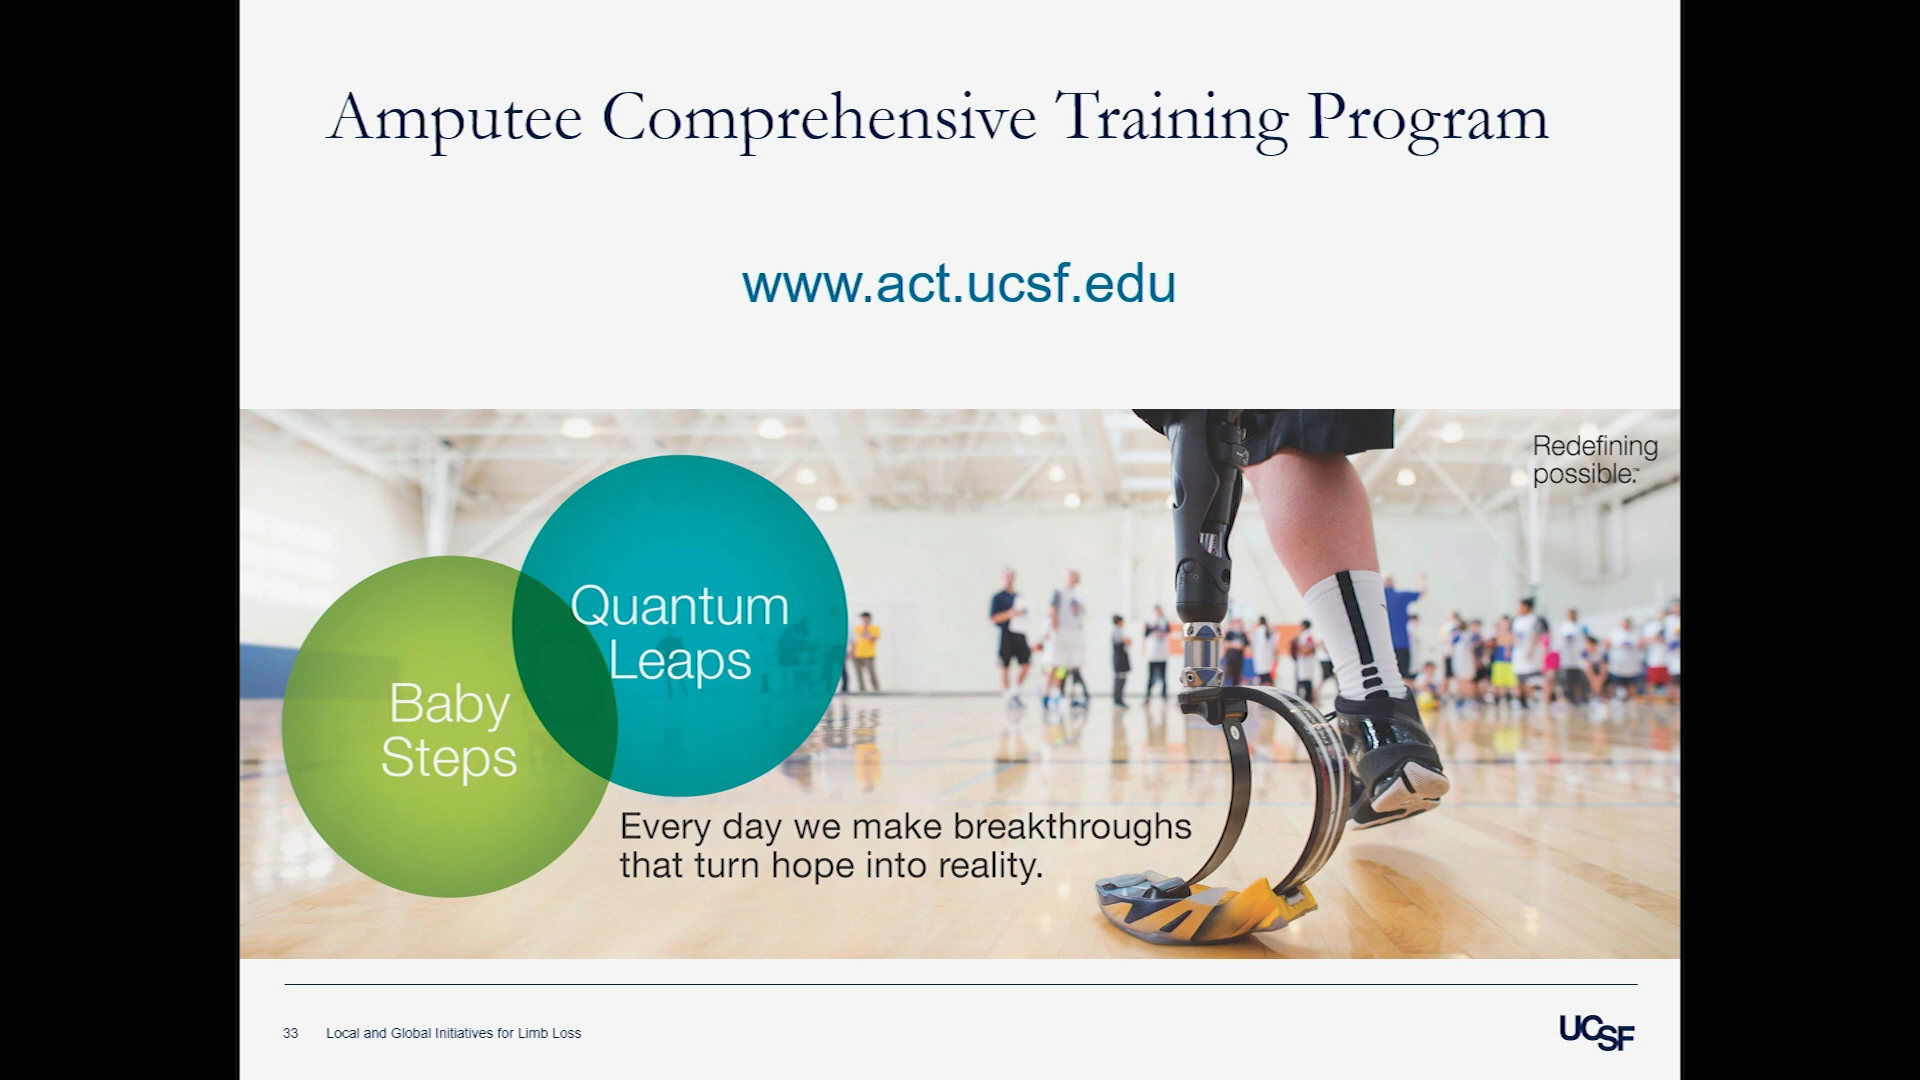 Amputee Comprehensive Training Program
www.act.ucsf.edu
Redefining
possible.™
Quantum
Leaps
Baby
Steps
Every day we make breakthroughs
that turn hope into reality.
33 Local and Global Initiatives for Limb Loss
UCSF